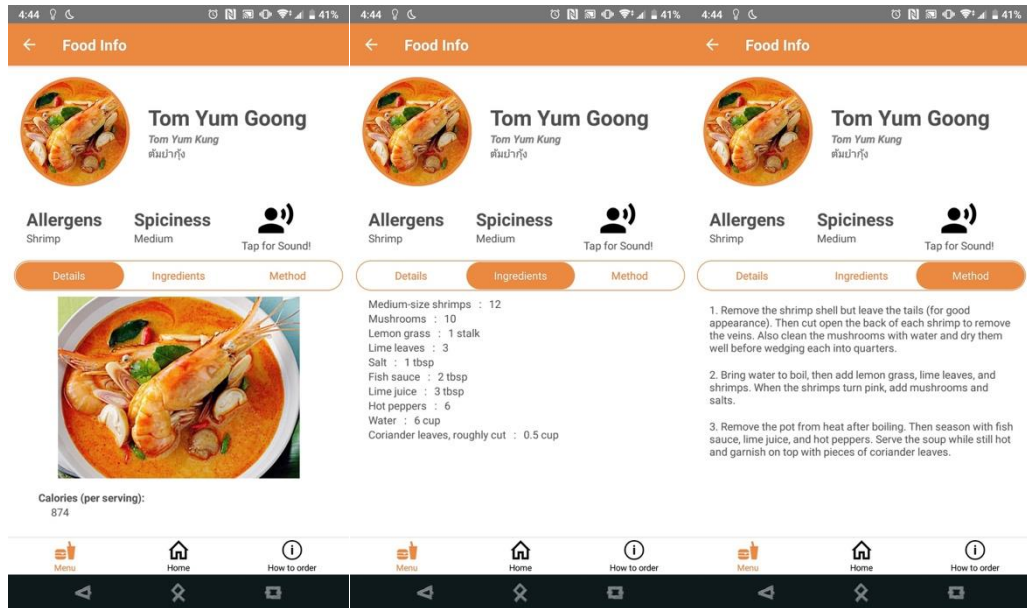 4:44
41%
Food Info
Tom Yum Goong
Tom Yum Kung
ต้มยำกุ้ง
Allergens
Shrimp
Spiciness
Medium
Tap for Sound!
Details
Ingredients
Method
Calories (per serving):
874
Menu
Home
How to order
4:44
41%
Food Info
Tom Yum Goong
Tom Yum Kung
ต้มยำกุ้ง
Allergens
Shrimp
Spiciness
Medium
Tap for Sound!
Details
Ingredients
Method
Medium-size shrimps : 12
Mushrooms : 10
Lemon grass : 1 stalk
Lime leaves : 3
Salt : 1 tbsp
Fish sauce : 2 tbsp
Lime juice : 3 tbsp
Hot peppers : 6
Water : 6 cup
Coriander leaves, roughly cut : 0.5 cup
Menu
Home
How to order
4:44
41%
Food Info
Tom Yum Goong
Tom Yum Kung
ต้มยำกุ้ง
Allergens
Shrimp
Spiciness
Medium
Tap for Sound!
Details
Ingredients
Method
1. Remove the shrimp shell but leave the tails (for good
appearance). Then cut open the back of each shrimp to remove
the veins. Also clean the mushrooms with water and dry them
well before wedging each into quarters.
2. Bring water to boil, then add lemon grass, lime leaves, and
shrimps. When the shrimps turn pink, add mushrooms and
salts.
3. Remove the pot from heat after boiling. Then season with fish
sauce, lime juice, and hot peppers. Serve the soup while still hot
and garnish on top with pieces of coriander leaves.
Menu
Home
How to order